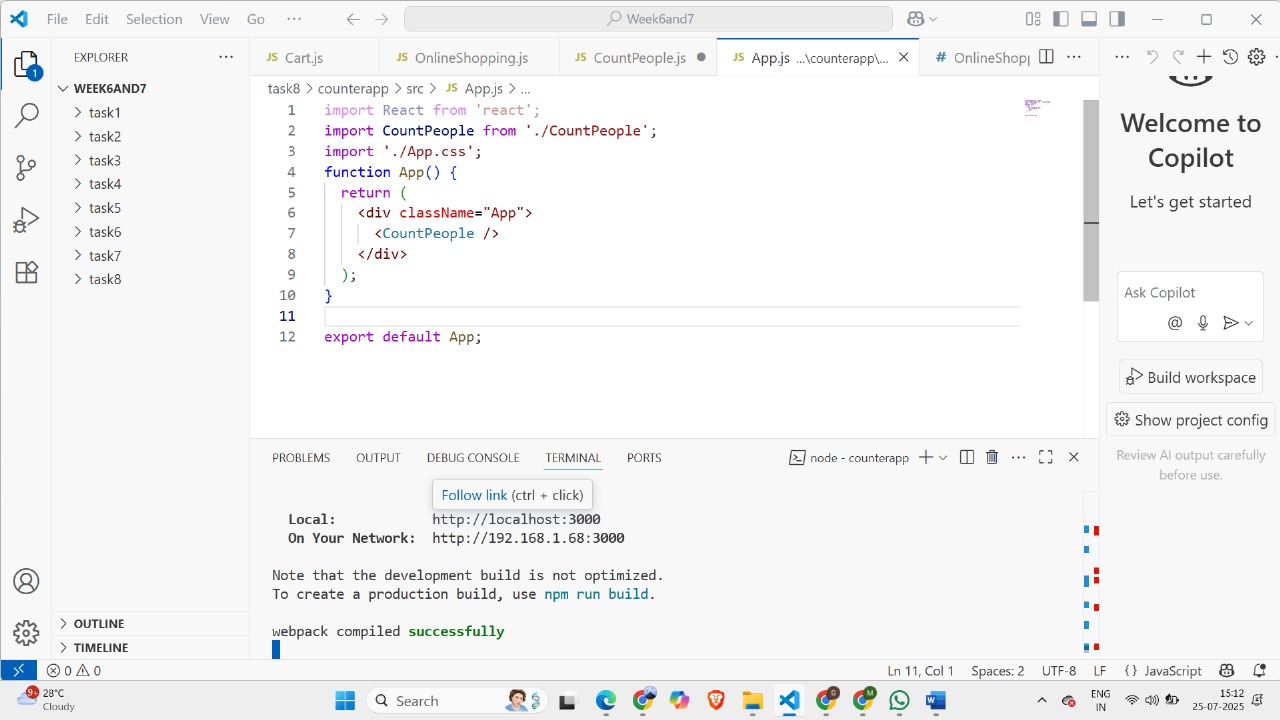 File Edit Selection View Go ··· Week6and7
EXPLORER ···
WEEK6AND7
task1
task2
task3
task4
task5
task6
task7
task8
OUTLINE
TIMELINE
1
JS Cart.js JS OnlineShopping.js JS CountPeople.js ● JS App.js ...\counterapp\... # OnlineShopp ···
task8 > counterapp > src > JS App.js > ...
1 import React from 'react';
2 import CountPeople from './CountPeople';
3 import './App.css';
4 function App() {
5 return (
6 <div className="App">
7 <CountPeople />
8 </div>
9 );
10 }
11
12 export default App;
PROBLEMS OUTPUT DEBUG CONSOLE TERMINAL PORTS node - counterapp ···
Follow link (ctrl + click)
Local: http://localhost:3000
On Your Network: http://192.168.1.68:3000
Note that the development build is not optimized.
To create a production build, use npm run build.
webpack compiled successfully
Welcome to
Copilot
Let's get started
Ask Copilot
@
Build workspace
Show project config
Review AI output carefully
before use.
0 0 Ln 11, Col 1 Spaces: 2 UTF-8 LF {} JavaScript
9+ 28°C
Cloudy
Search
G
M
W
ENG
IN
15:12
25-07-2025